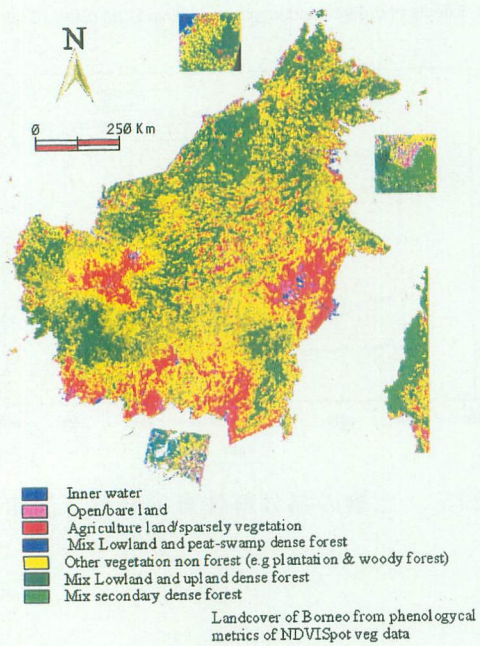 N
0 250 Km
Inner water
Open/bare land
Agriculture land/sparsely vegetation
Mix Lowland and peat-swamp dense forest
Other vegetation non forest (e.g plantation & woody forest)
Mix Lowland and upland dense forest
Mix secondary dense forest
Landcover of Borneo from phenologycal
metrics of NDVISpot veg data